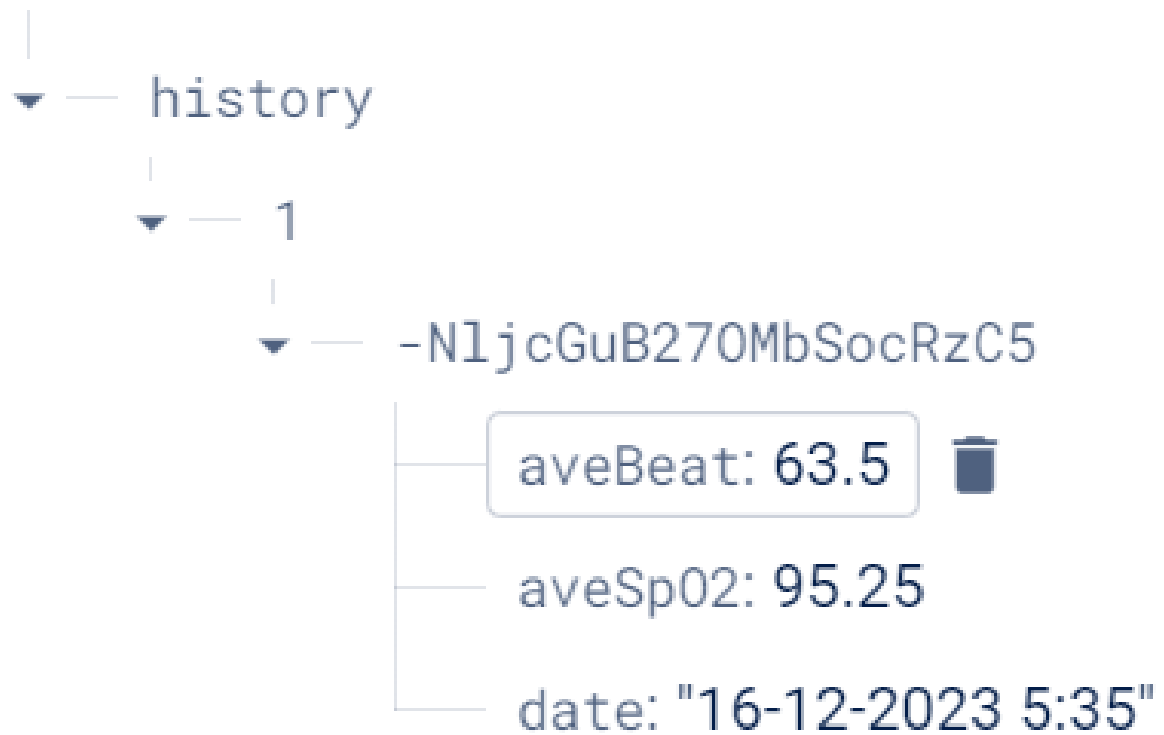 history
1
-NljcGuB27OMbSocRzC5
aveBeat: 63.5
aveSpO2: 95.25
date: "16-12-2023 5:35"